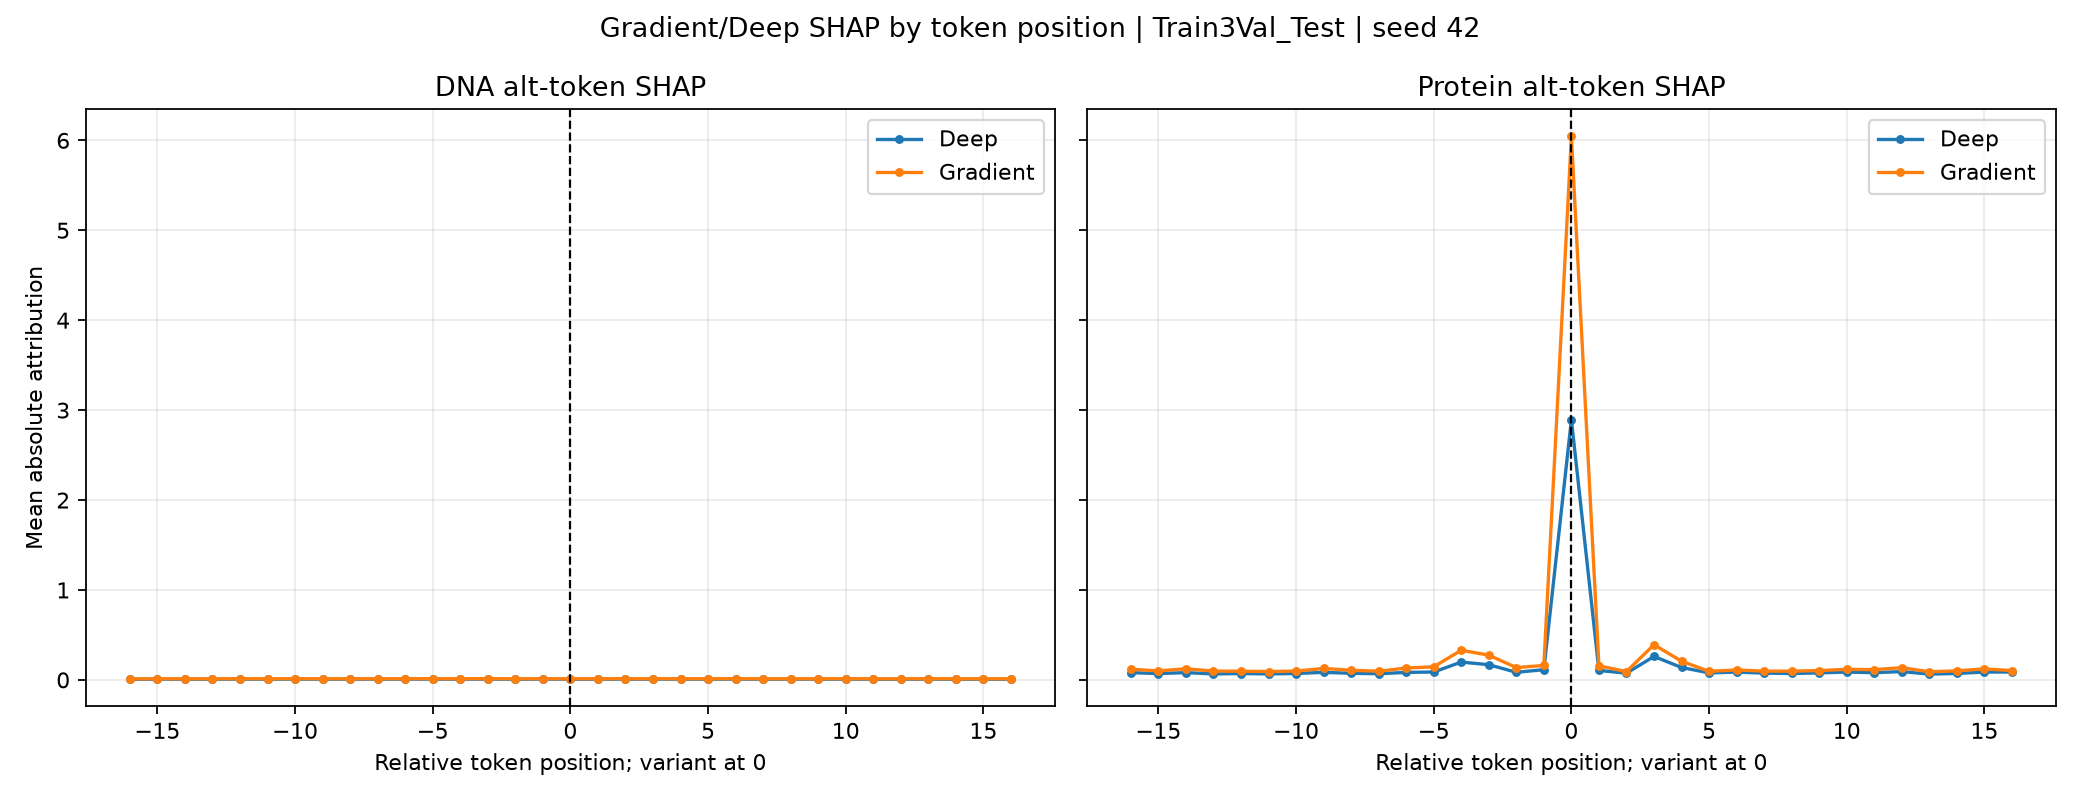 Gradient/Deep SHAP by token position | Train3Val_Test | seed 42
DNA alt-token SHAP
Mean absolute attribution
6
5
4
3
2
1
0
Deep
Gradient
−15 −10 −5 0 5 10 15
Relative token position; variant at 0
Protein alt-token SHAP
Deep
Gradient
−15 −10 −5 0 5 10 15
Relative token position; variant at 0